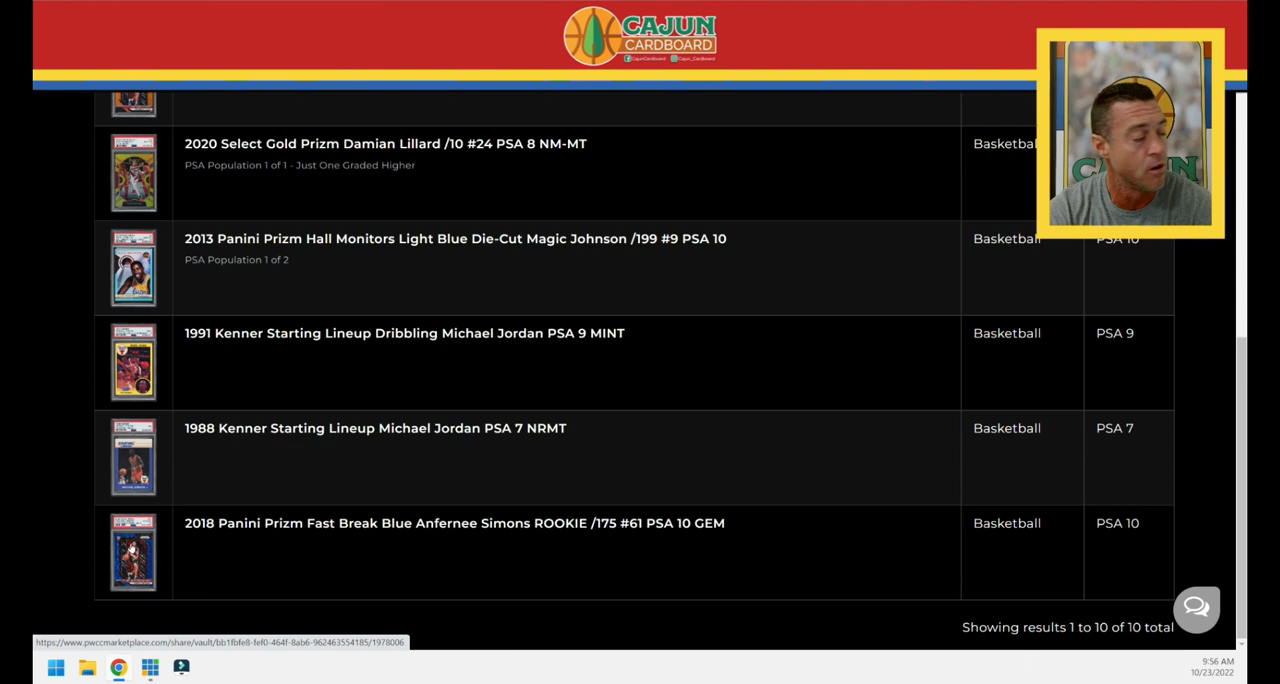 CAJUN
CARDBOARD
CajunCardboard Cajun_Cardboard
2020 Select Gold Prizm Damian Lillard /10 #24 PSA 8 NM-MT
PSA Population 1 of 1 - Just One Graded Higher
Basketball
2013 Panini Prizm Hall Monitors Light Blue Die-Cut Magic Johnson /199 #9 PSA 10
PSA Population 1 of 2
Basketball
PSA 10
1991 Kenner Starting Lineup Dribbling Michael Jordan PSA 9 MINT
Basketball
PSA 9
1988 Kenner Starting Lineup Michael Jordan PSA 7 NRMT
Basketball
PSA 7
2018 Panini Prizm Fast Break Blue Anfernee Simons ROOKIE /175 #61 PSA 10 GEM
Basketball
PSA 10
Showing results 1 to 10 of 10 total
https://www.pwccmarketplace.com/share/vault/bb1fbfe8-fef0-464f-8ab6-962463554185/1978006
9:56 AM
10/23/2022